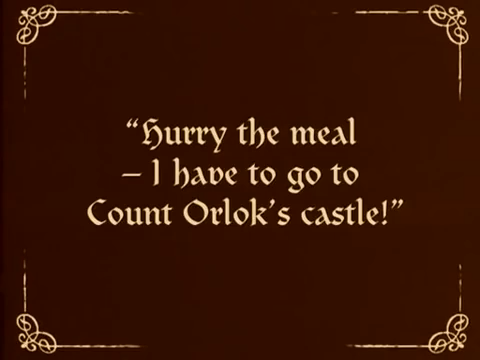 “Hurry the meal
– I have to go to
Count Orlok’s castle!”